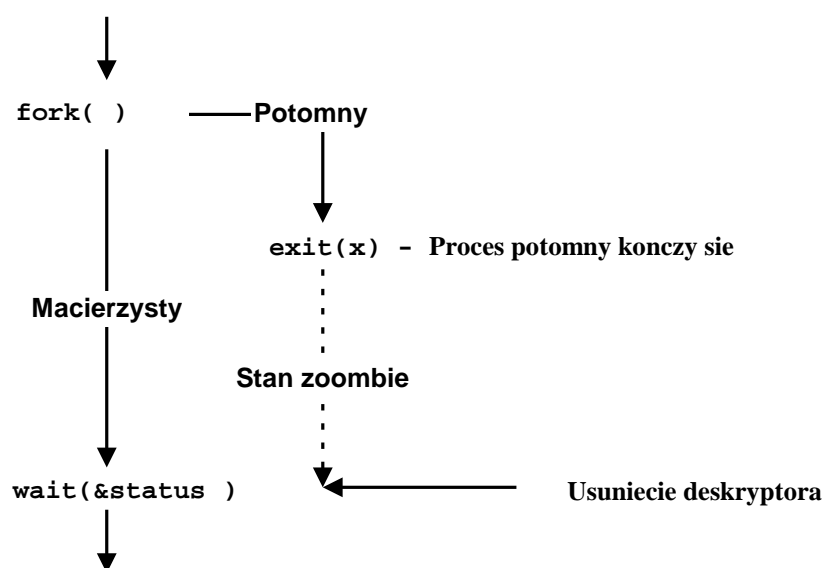 fork( )
Potomny
exit(x) - Proces potomny konczy sie
Macierzysty
Stan zoombie
wait(&status )
Usuniecie deskryptora